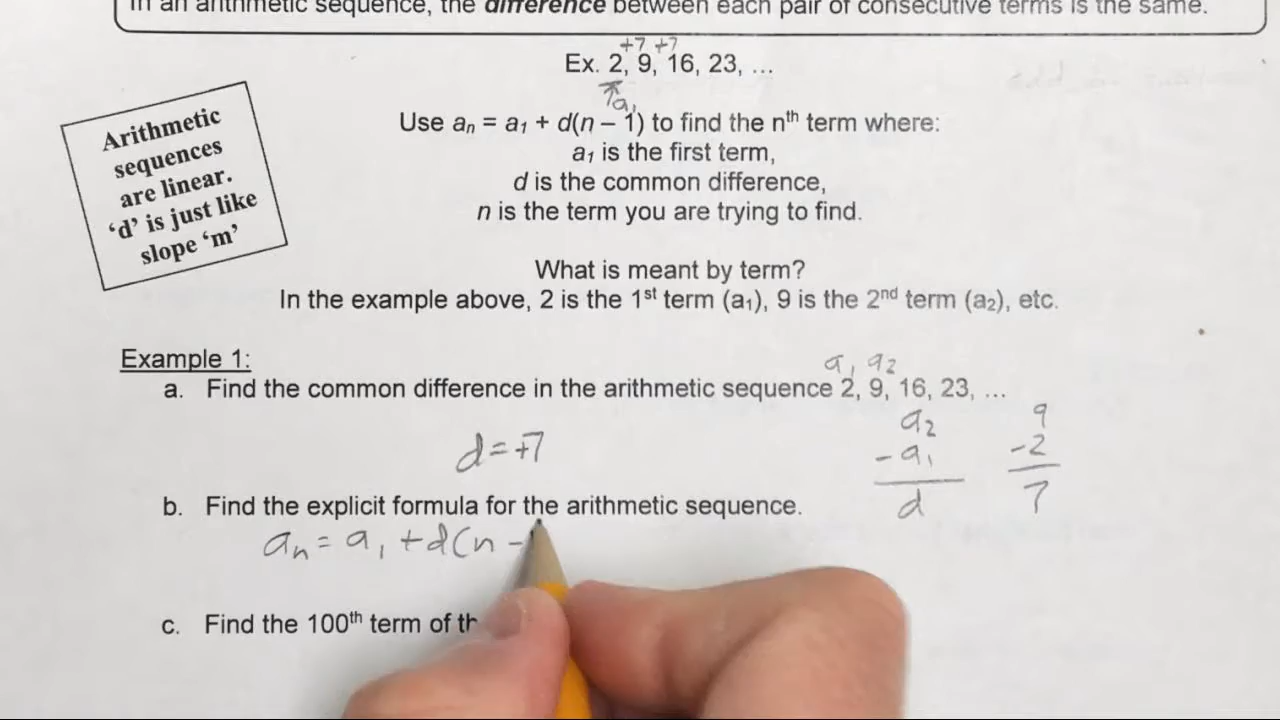 In an arithmetic sequence, the difference between each pair of consecutive terms is the same.
+7 +7
Ex. 2, 9, 16, 23, ...
a₁
Use aₙ = a₁ + d(n – 1) to find the nᵗʰ term where:
a₁ is the first term,
d is the common difference,
n is the term you are trying to find.
Arithmetic
sequences
are linear.
‘d’ is just like
slope ‘m’
What is meant by term?
In the example above, 2 is the 1ˢᵗ term (a₁), 9 is the 2ⁿᵈ term (a₂), etc.
Example 1:
a₁ a₂
a. Find the common difference in the arithmetic sequence 2, 9, 16, 23, ...
d = +7
a₂
- a₁
d
9
-2
7
b. Find the explicit formula for the arithmetic sequence.
aₙ = a₁ + d(n -
c. Find the 100ᵗʰ term of th